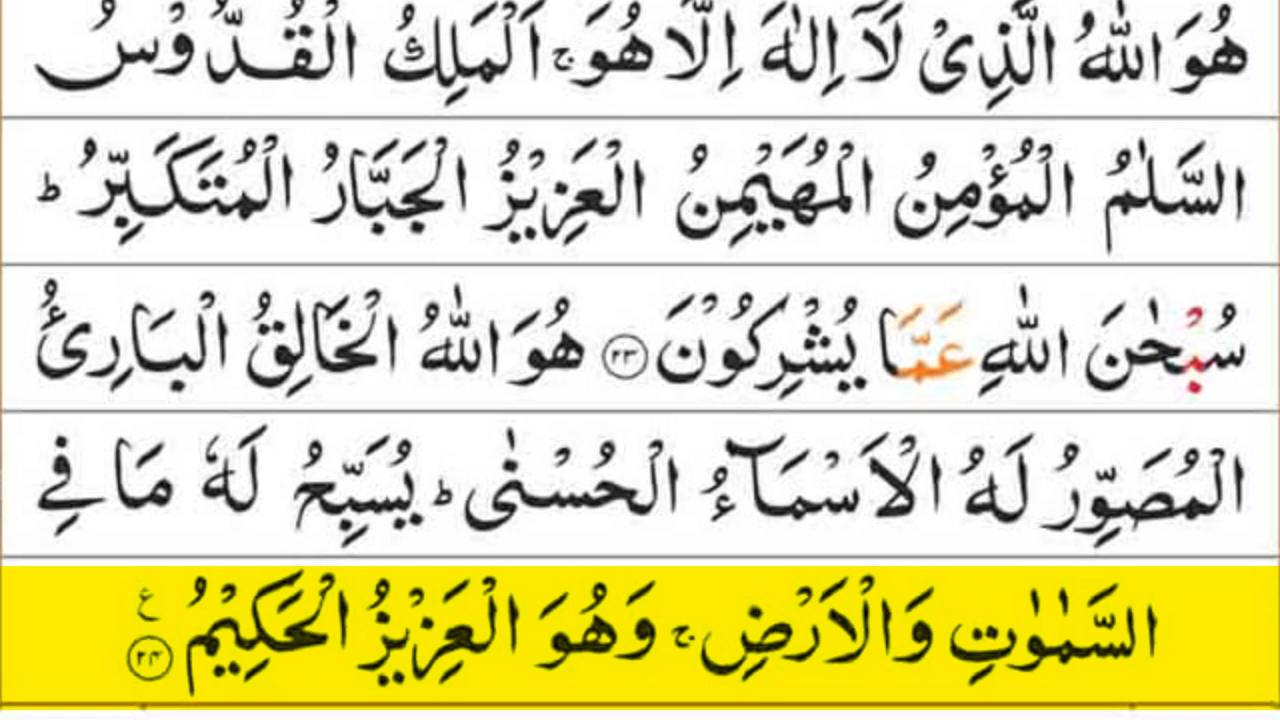 هُوَ اللّٰهُ الَّذِیْ لَاۤ اِلٰهَ اِلَّا هُوَ ۚ اَلْمَلِكُ الْقُدُّوْسُ
السَّلٰمُ الْمُؤْمِنُ الْمُهَیْمِنُ الْعَزِیْزُ الْجَبَّارُ الْمُتَكَبِّرُ ؕ
سُبْحٰنَ اللّٰهِ عَمَّا یُشْرِكُوْنَ ﴿۲۳﴾ هُوَ اللّٰهُ الْخَالِقُ الْبَارِئُ
الْمُصَوِّرُ لَهُ الْاَسْمَآءُ الْحُسْنٰی ؕ یُسَبِّحُ لَهٗ مَا فِی
السَّمٰوٰتِ وَالْاَرْضِ ۚ وَهُوَ الْعَزِیْزُ الْحَكِیْمُ ﴿۲۴﴾ ع